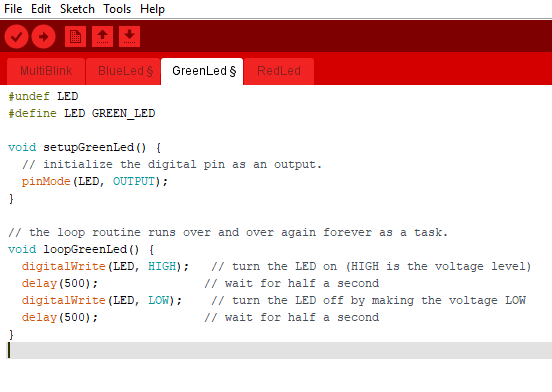 File Edit Sketch Tools Help
MultiBlink BlueLed § GreenLed § RedLed
#undef LED
#define LED GREEN_LED
void setupGreenLed() {
// initialize the digital pin as an output.
pinMode(LED, OUTPUT);
}
// the loop routine runs over and over again forever as a task.
void loopGreenLed() {
digitalWrite(LED, HIGH); // turn the LED on (HIGH is the voltage level)
delay(500); // wait for half a second
digitalWrite(LED, LOW); // turn the LED off by making the voltage LOW
delay(500); // wait for half a second
}